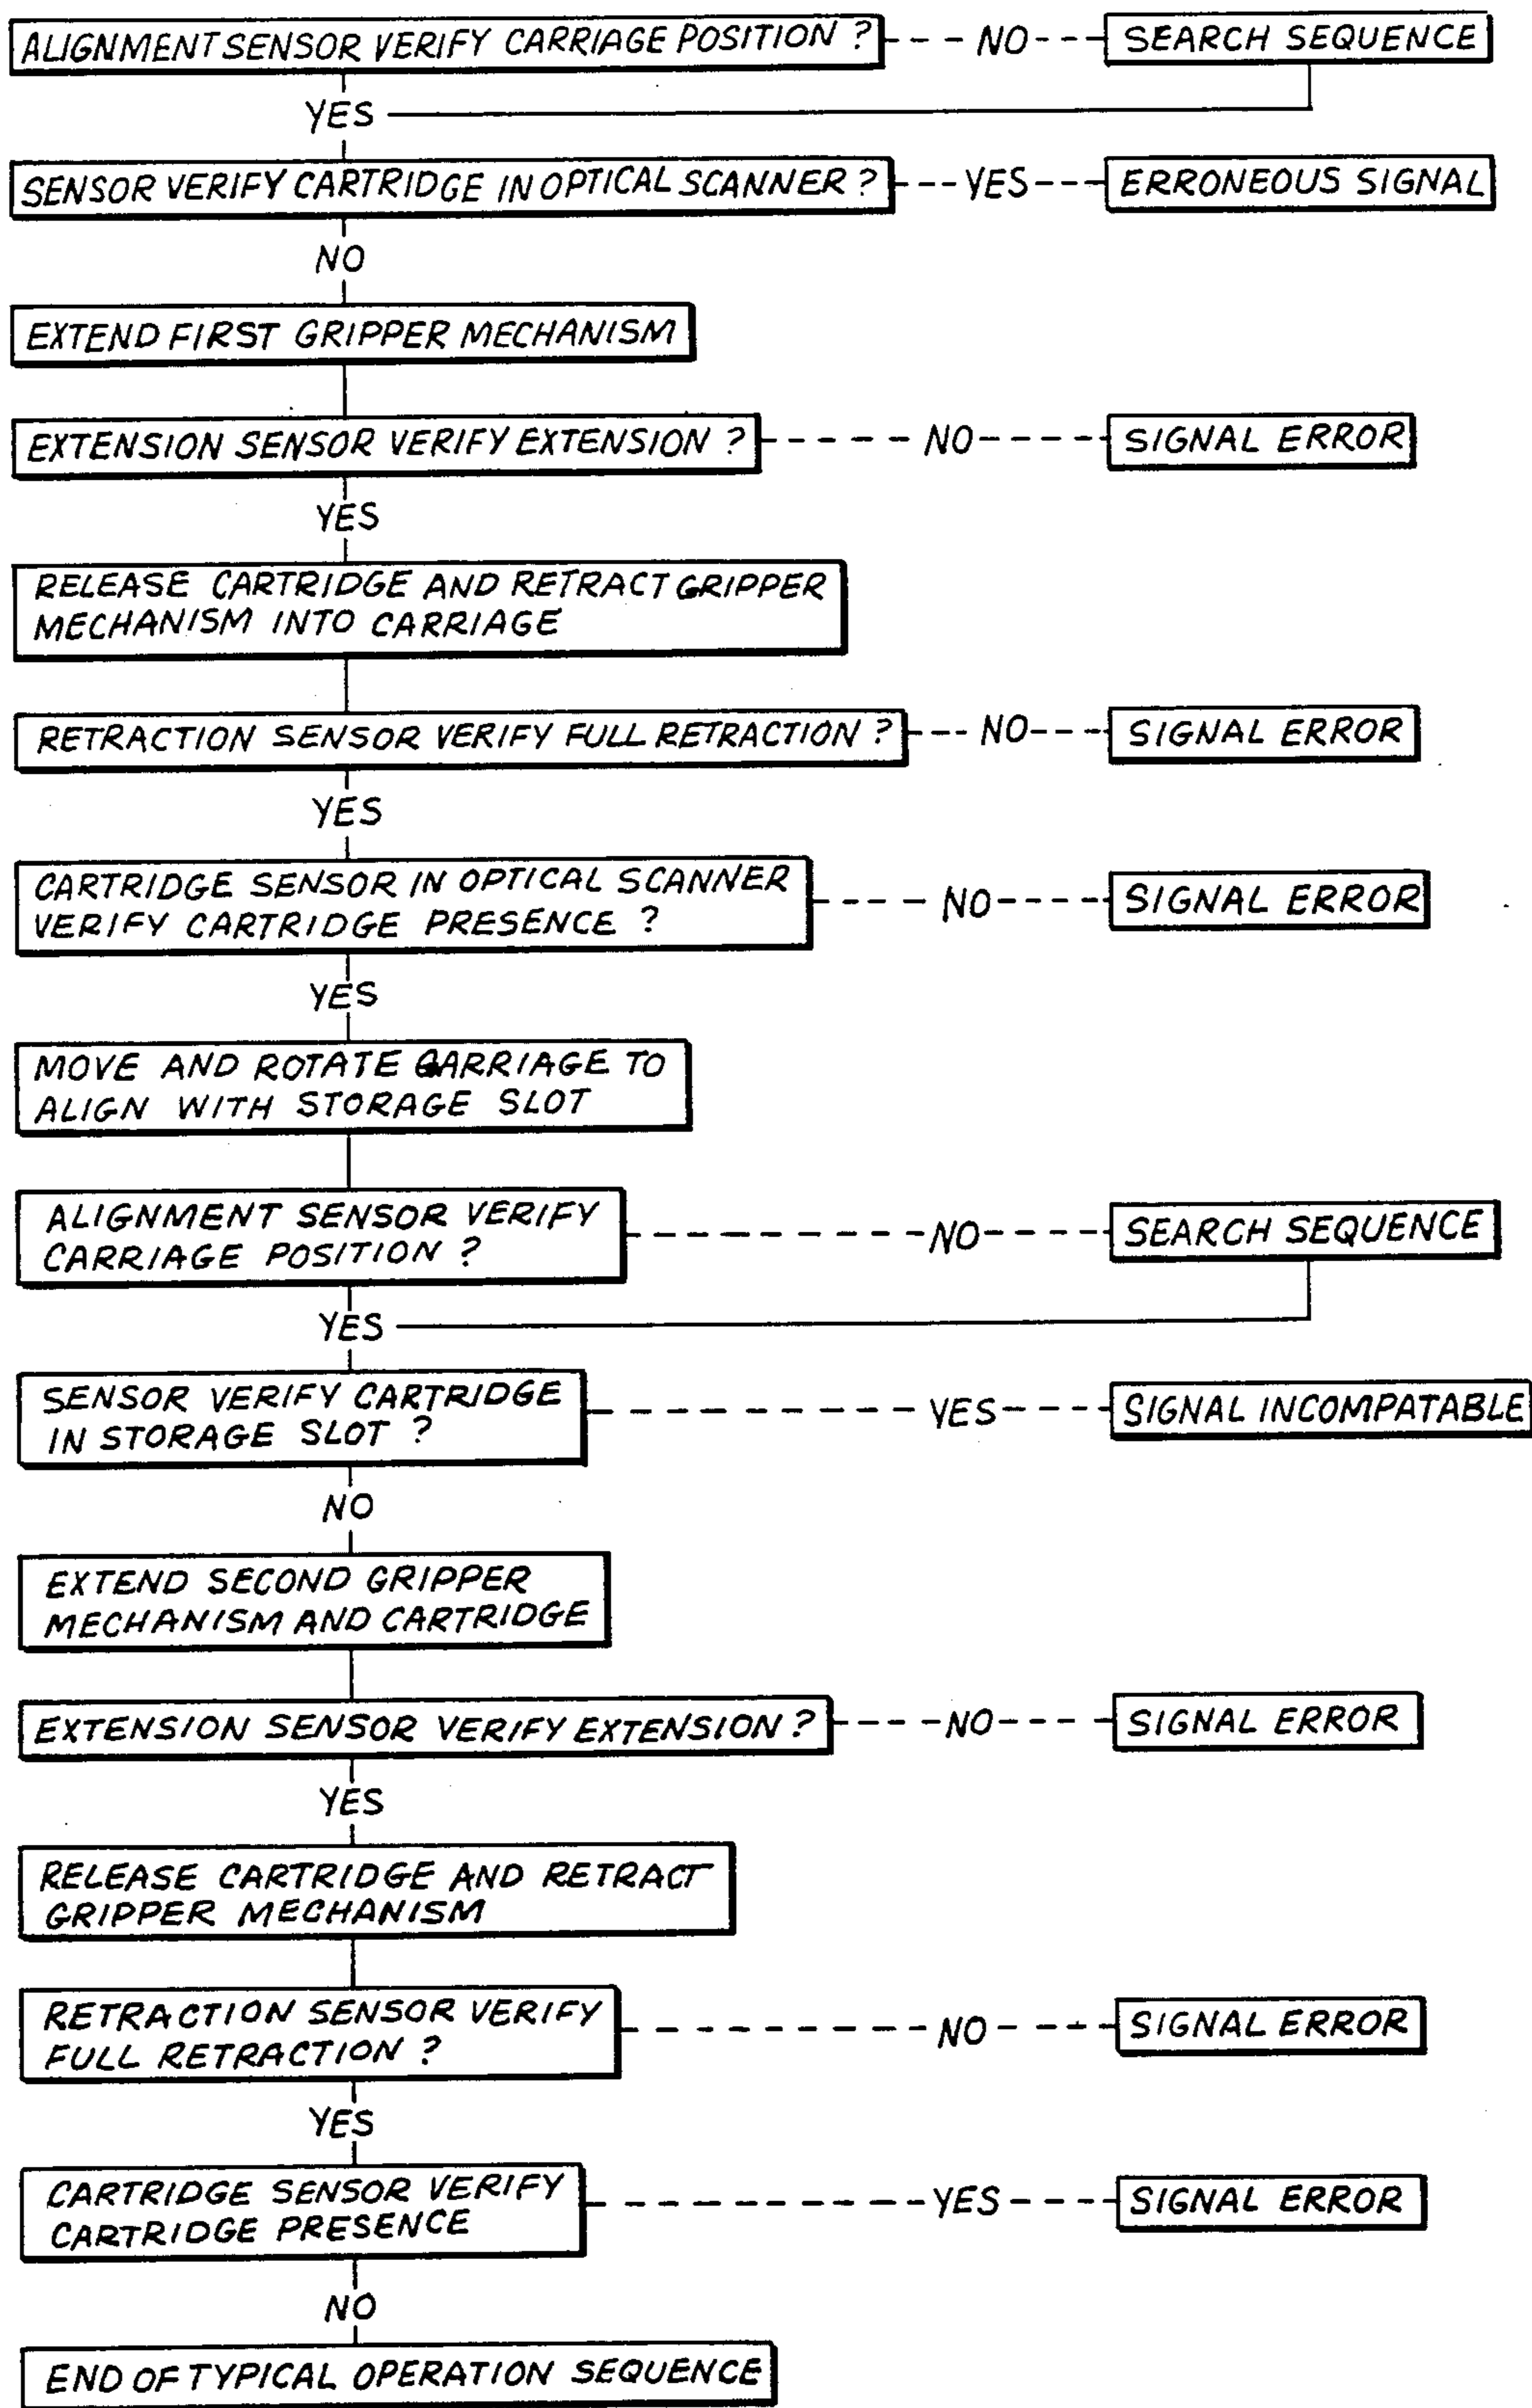 ALIGNMENT SENSOR VERIFY CARRIAGE POSITION ? NO SEARCH SEQUENCE
YES
SENSOR VERIFY CARTRIDGE IN OPTICAL SCANNER ? YES ERRONEOUS SIGNAL
NO
EXTEND FIRST GRIPPER MECHANISM
EXTENSION SENSOR VERIFY EXTENSION ? NO SIGNAL ERROR
YES
RELEASE CARTRIDGE AND RETRACT GRIPPER
MECHANISM INTO CARRIAGE
RETRACTION SENSOR VERIFY FULL RETRACTION ? NO SIGNAL ERROR
YES
CARTRIDGE SENSOR IN OPTICAL SCANNER
VERIFY CARTRIDGE PRESENCE ? NO SIGNAL ERROR
YES
MOVE AND ROTATE CARRIAGE TO
ALIGN WITH STORAGE SLOT
ALIGNMENT SENSOR VERIFY
CARRIAGE POSITION ? NO SEARCH SEQUENCE
YES
SENSOR VERIFY CARTRIDGE
IN STORAGE SLOT ? YES SIGNAL INCOMPATABLE
NO
EXTEND SECOND GRIPPER
MECHANISM AND CARTRIDGE
EXTENSION SENSOR VERIFY EXTENSION ? NO SIGNAL ERROR
YES
RELEASE CARTRIDGE AND RETRACT
GRIPPER MECHANISM
RETRACTION SENSOR VERIFY
FULL RETRACTION ? NO SIGNAL ERROR
YES
CARTRIDGE SENSOR VERIFY
CARTRIDGE PRESENCE YES SIGNAL ERROR
NO
END OF TYPICAL OPERATION SEQUENCE